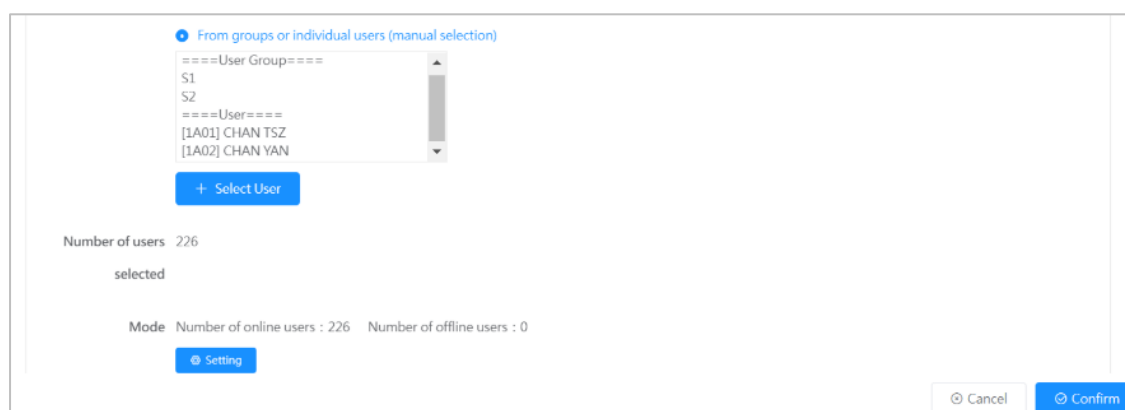 From groups or individual users (manual selection)
====User Group====
S1
S2
====User====
[1A01] CHAN TSZ
[1A02] CHAN YAN
+ Select User
Number of users 226
selected
Mode Number of online users : 226 Number of offline users : 0
Setting
Cancel Confirm